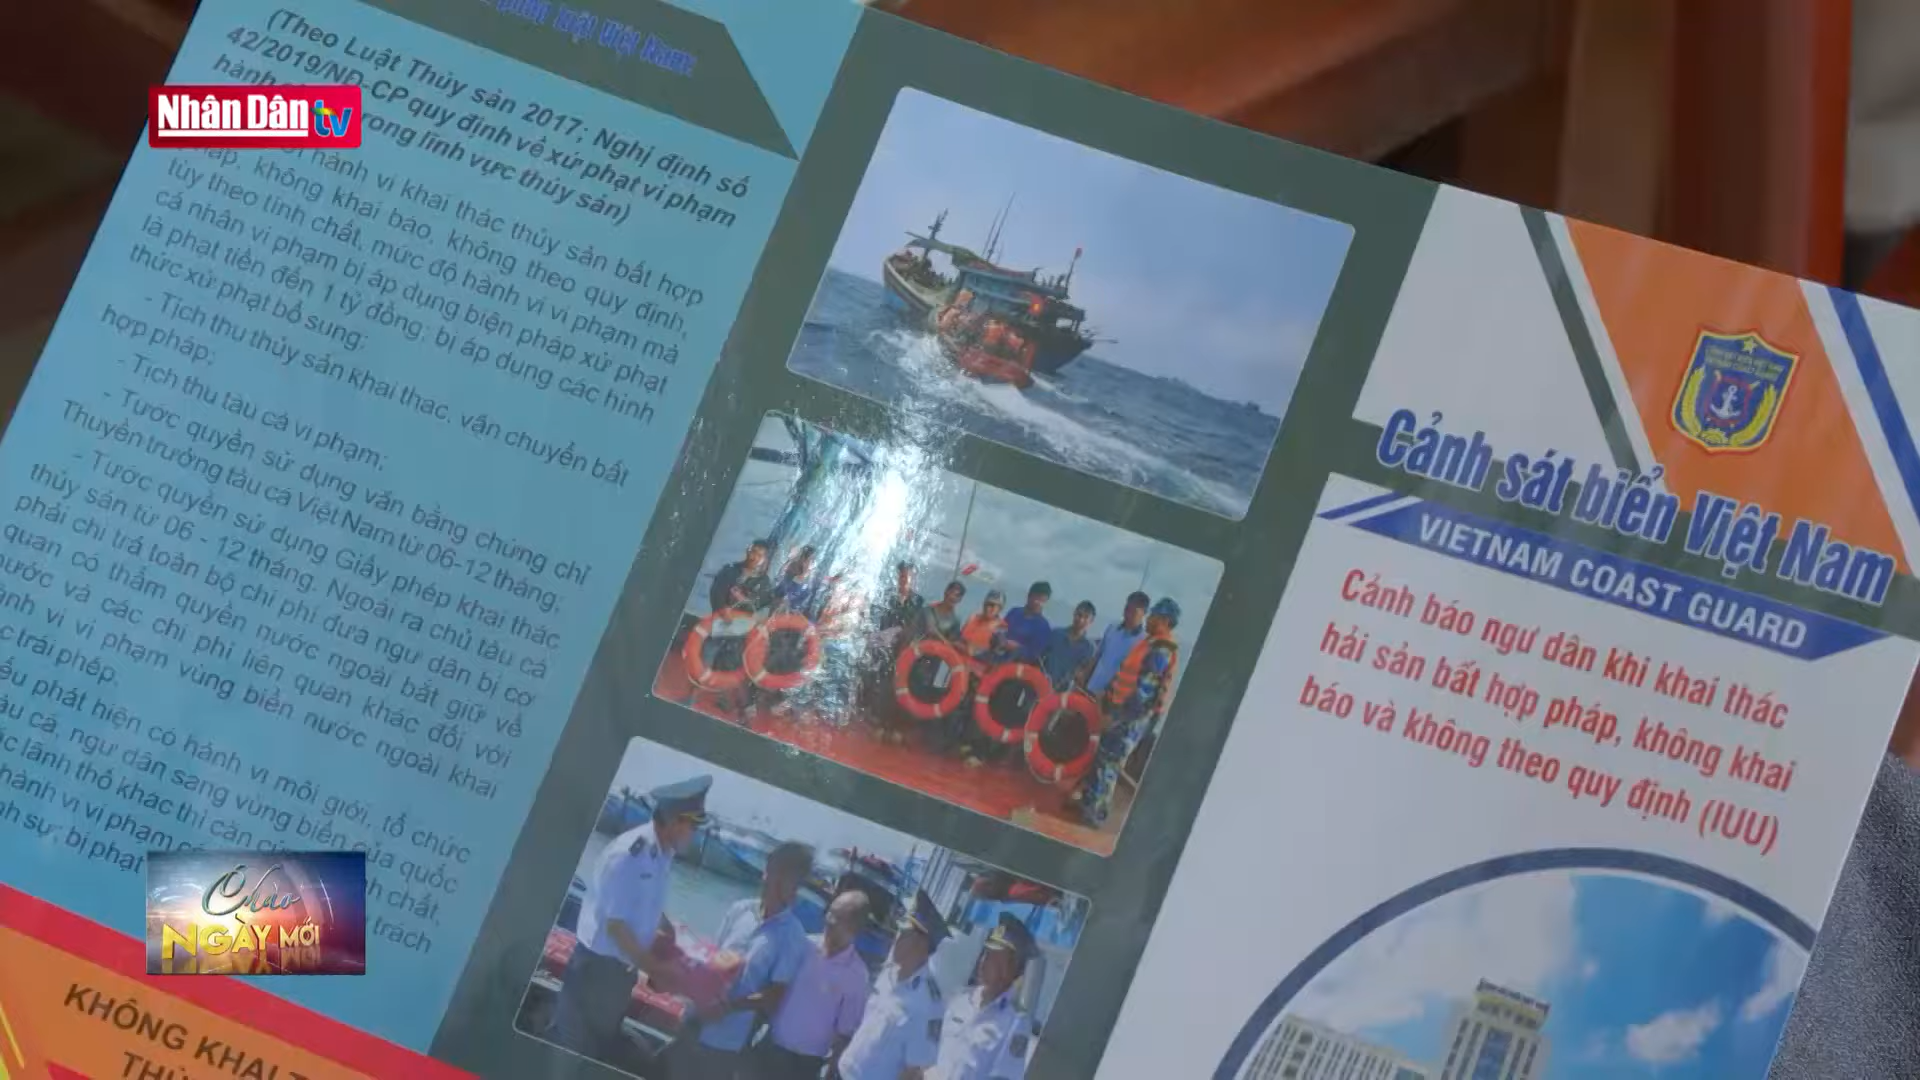 Nhân Dân tv
(Theo Luật Thủy sản 2017; Nghị định số
42/2019/NĐ-CP quy định về xử phạt vi phạm
hành trong lĩnh vực thủy sản)
hành vi khai thác thủy sản bất hợp
pháp, không khai báo, không theo quy định,
tùy theo tính chất, mức độ hành vi vi phạm mà
cá nhân vi phạm bị áp dụng biện pháp xử phạt
là phạt tiền đến 1 tỷ đồng; bị áp dụng các hình
thức xử phạt bổ sung:
- Tịch thu thủy sản khai thác, vận chuyển bất
hợp pháp;
- Tịch thu tàu cá vi phạm;
- Tước quyền sử dụng văn bằng chứng chỉ
Thuyền trưởng tàu cá Việt Nam từ 06-12 tháng;
- Tước quyền sử dụng Giấy phép khai thác
thủy sản từ 06 - 12 tháng. Ngoài ra chủ tàu cá
phải chi trả toàn bộ chi phí đưa ngư dân bị cơ
quan có thẩm quyền nước ngoài bắt giữ về
nước và các chi phí liên quan khác đối với
hành vi vi phạm vùng biển nước ngoài khai
thác trái phép.
phát hiện có hành vi môi giới, tổ chức
tàu cá, ngư dân sang vùng biển của quốc
lãnh thổ khác thì căn cứ chất,
hành vi vi phạm trách
sự; bị phạt
KHÔNG KHAI
Cảnh sát biển Việt Nam
VIETNAM COAST GUARD
Cảnh báo ngư dân khi khai thác
hải sản bất hợp pháp, không khai
báo và không theo quy định (IUU)
Chào
NGÀY MỚI